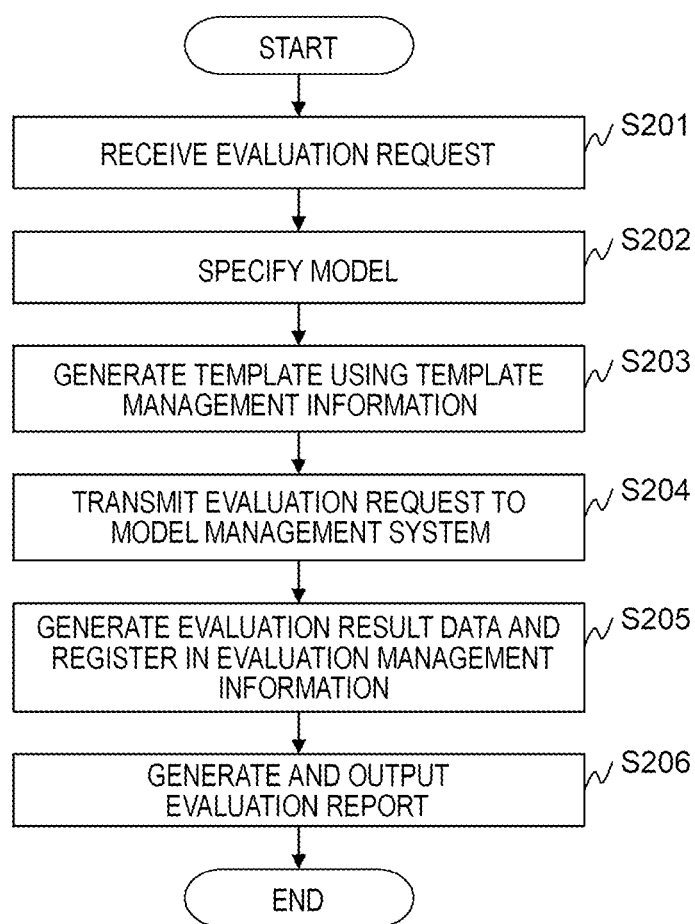 START
RECEIVE EVALUATION REQUEST
S201
SPECIFY MODEL
S202
GENERATE TEMPLATE USING TEMPLATE
MANAGEMENT INFORMATION
S203
TRANSMIT EVALUATION REQUEST TO
MODEL MANAGEMENT SYSTEM
S204
GENERATE EVALUATION RESULT DATA AND
REGISTER IN EVALUATION MANAGEMENT
INFORMATION
S205
GENERATE AND OUTPUT
EVALUATION REPORT
S206
END